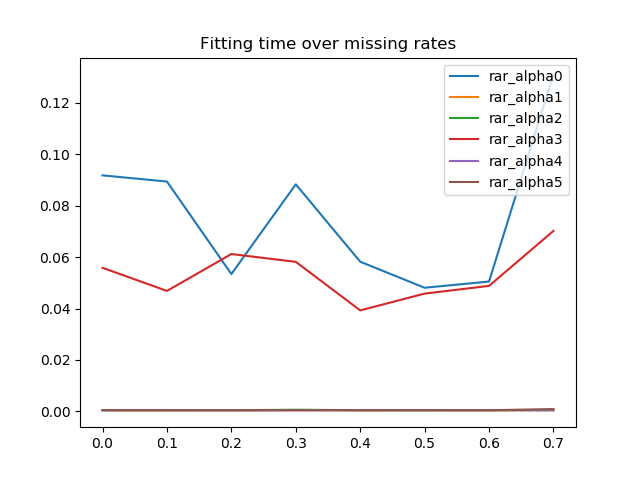 Fitting time over missing rates
rar_alpha0
rar_alpha1
rar_alpha2
rar_alpha3
rar_alpha4
rar_alpha5
0.12
0.10
0.08
0.06
0.04
0.02
0.00
0.0 0.1 0.2 0.3 0.4 0.5 0.6 0.7